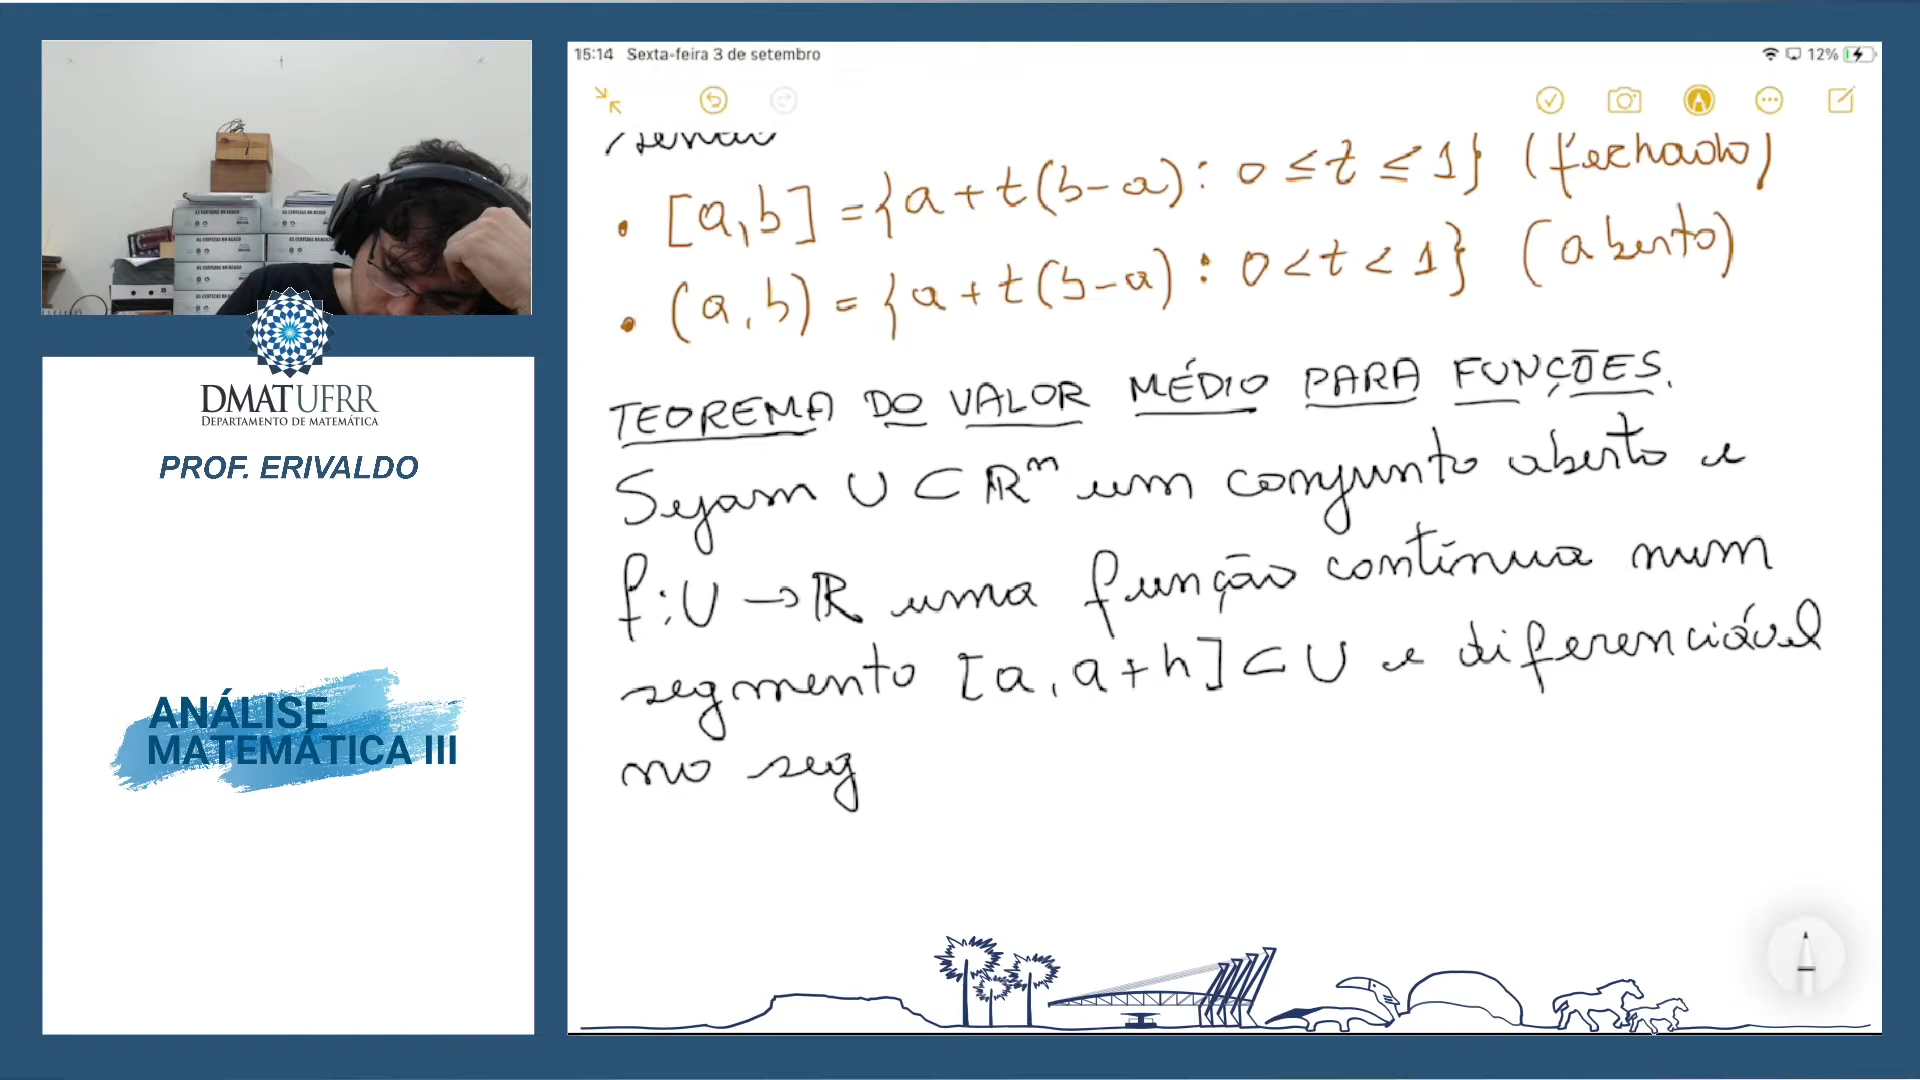 15:14 Sexta-feira 3 de setembro
12%
• [a,b] = {a + t(b-a) : 0 ≤ t ≤ 1} (fechado)
• (a,b) = {a + t(b-a) : 0 < t < 1} (aberto)
TEOREMA DO VALOR MÉDIO PARA FUNÇÕES.
Sejam U ⊂ ℝⁿ um conjunto aberto e
f: U → ℝ uma função contínua num
segmento [a, a+h] ⊂ U e diferenciável
no seg
DMATUFRR
DEPARTAMENTO DE MATEMÁTICA
PROF. ERIVALDO
ANÁLISE
MATEMÁTICA III